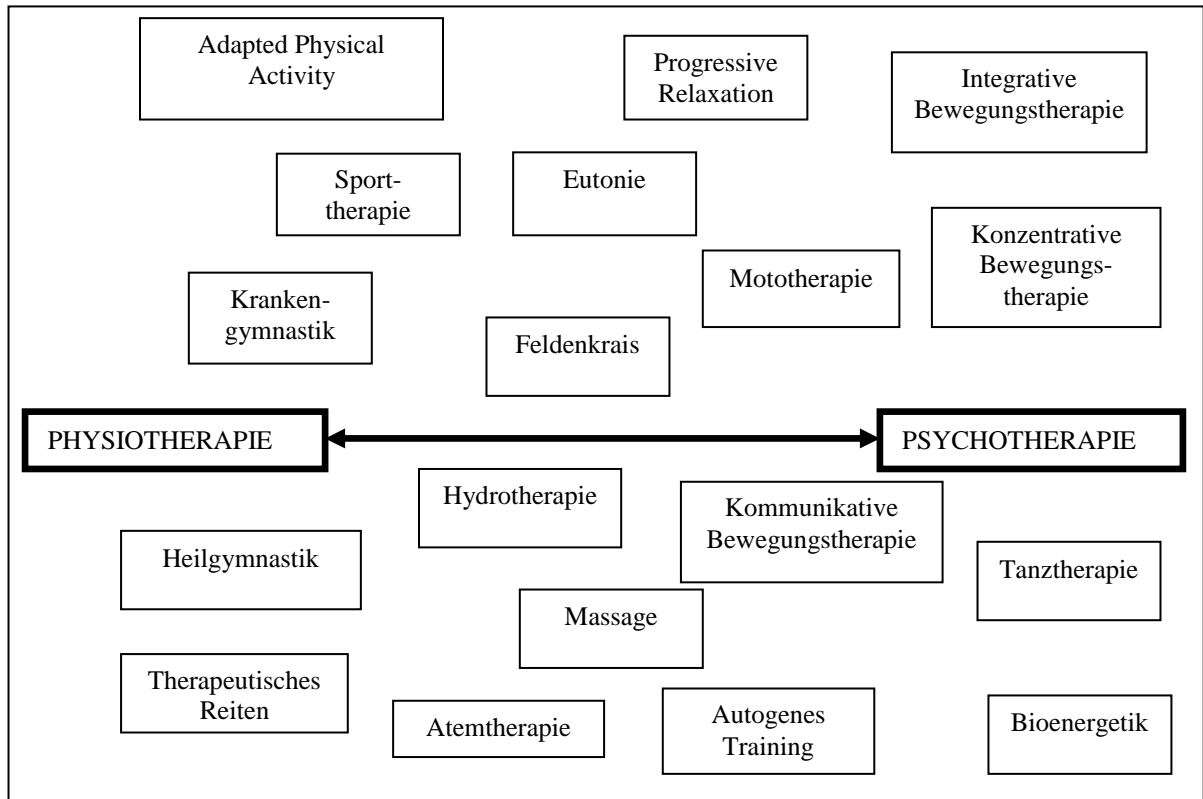 Adapted Physical
Activity
Progressive
Relaxation
Integrative
Bewegungstherapie
Sport-
therapie
Eutonie
Konzentrative
Bewegungs-
therapie
Mototherapie
Kranken-
gymnastik
Feldenkrais
PHYSIOTHERAPIE
PSYCHOTHERAPIE
Hydrotherapie
Kommunikative
Bewegungstherapie
Heilgymnastik
Tanztherapie
Massage
Therapeutisches
Reiten
Atemtherapie
Autogenes
Training
Bioenergetik